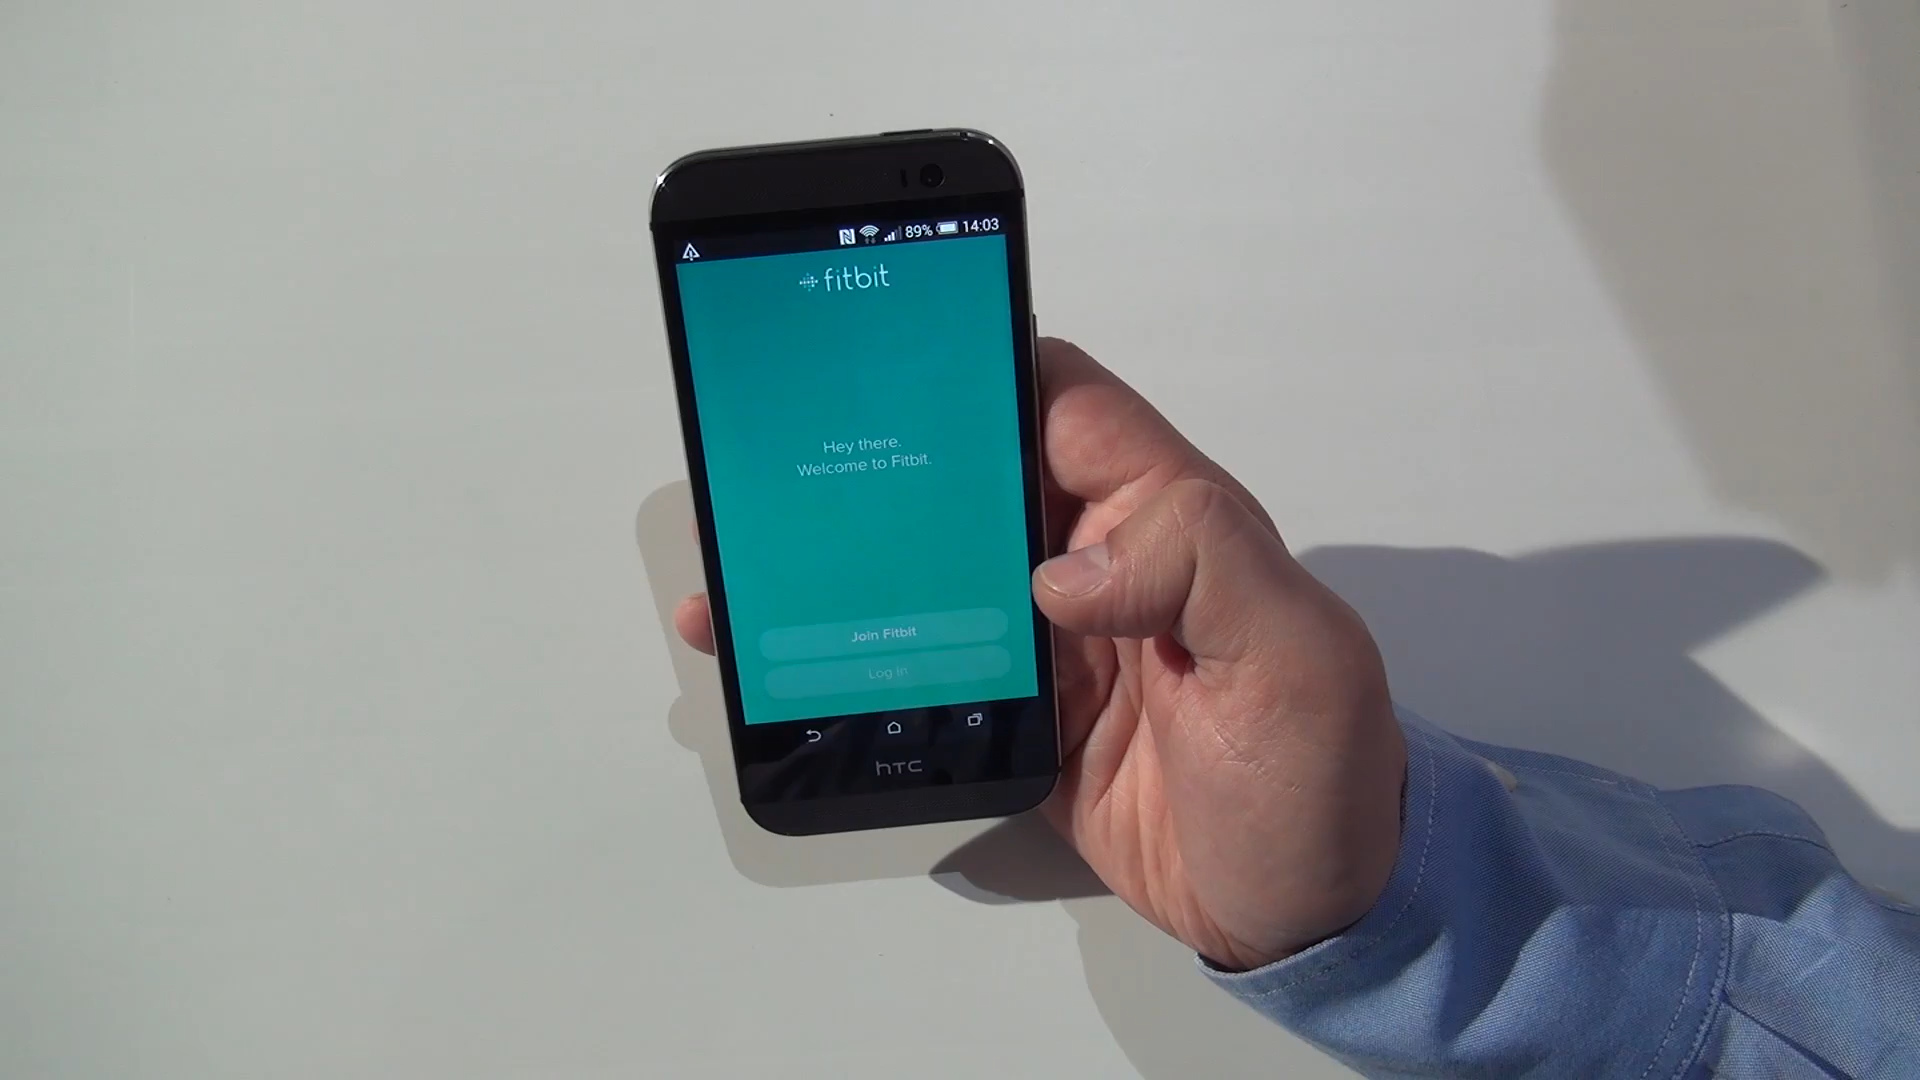 89% 14:03
fitbit
Hey there.
Welcome to Fitbit.
Join Fitbit
Log in
hTC